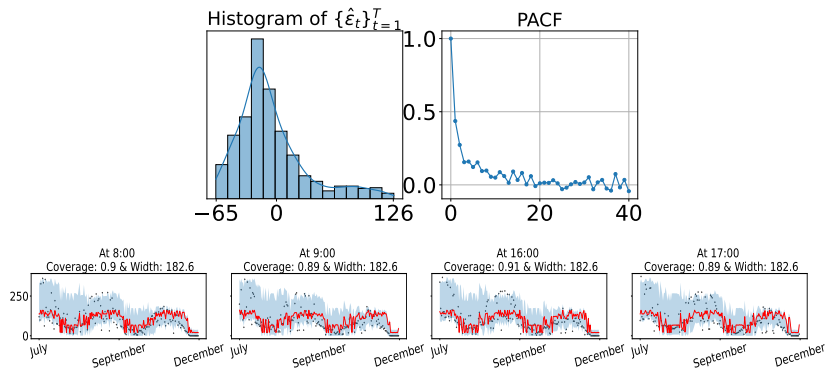 Histogram of {ε̂_t}_{t=1}^T
PACF
1.0
0.5
0.0
−65 0 126
0 20 40
At 8:00
Coverage: 0.9 & Width: 182.6
At 9:00
Coverage: 0.89 & Width: 182.6
At 16:00
Coverage: 0.91 & Width: 182.6
At 17:00
Coverage: 0.89 & Width: 182.6
250
0
July September December
July September December
July September December
July September December